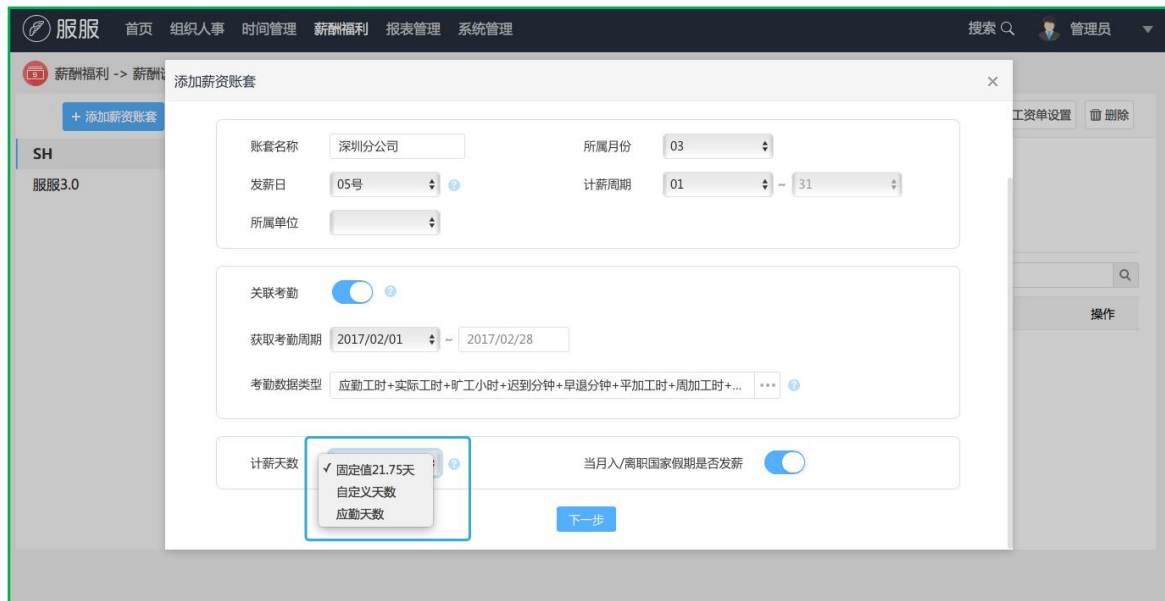 服服 首页 组织人事 时间管理 薪酬福利 报表管理 系统管理 搜索 管理员
薪酬福利 -> 薪酬
添加薪资账套 ×
+ 添加薪资账套 工资单设置 删除
SH
服服3.0
账套名称 深圳分公司 所属月份 03
发薪日 05号 ? 计薪周期 01 ~ 31
所属单位
关联考勤 ?
获取考勤周期 2017/02/01 ~ 2017/02/28
操作
考勤数据类型 应勤工时+实际工时+旷工小时+迟到分钟+早退分钟+平加工时+周加工时+... ••• ?
计薪天数 ? 当月入/离职国家假期是否发薪
✓ 固定值21.75天
自定义天数
应勤天数
下一步